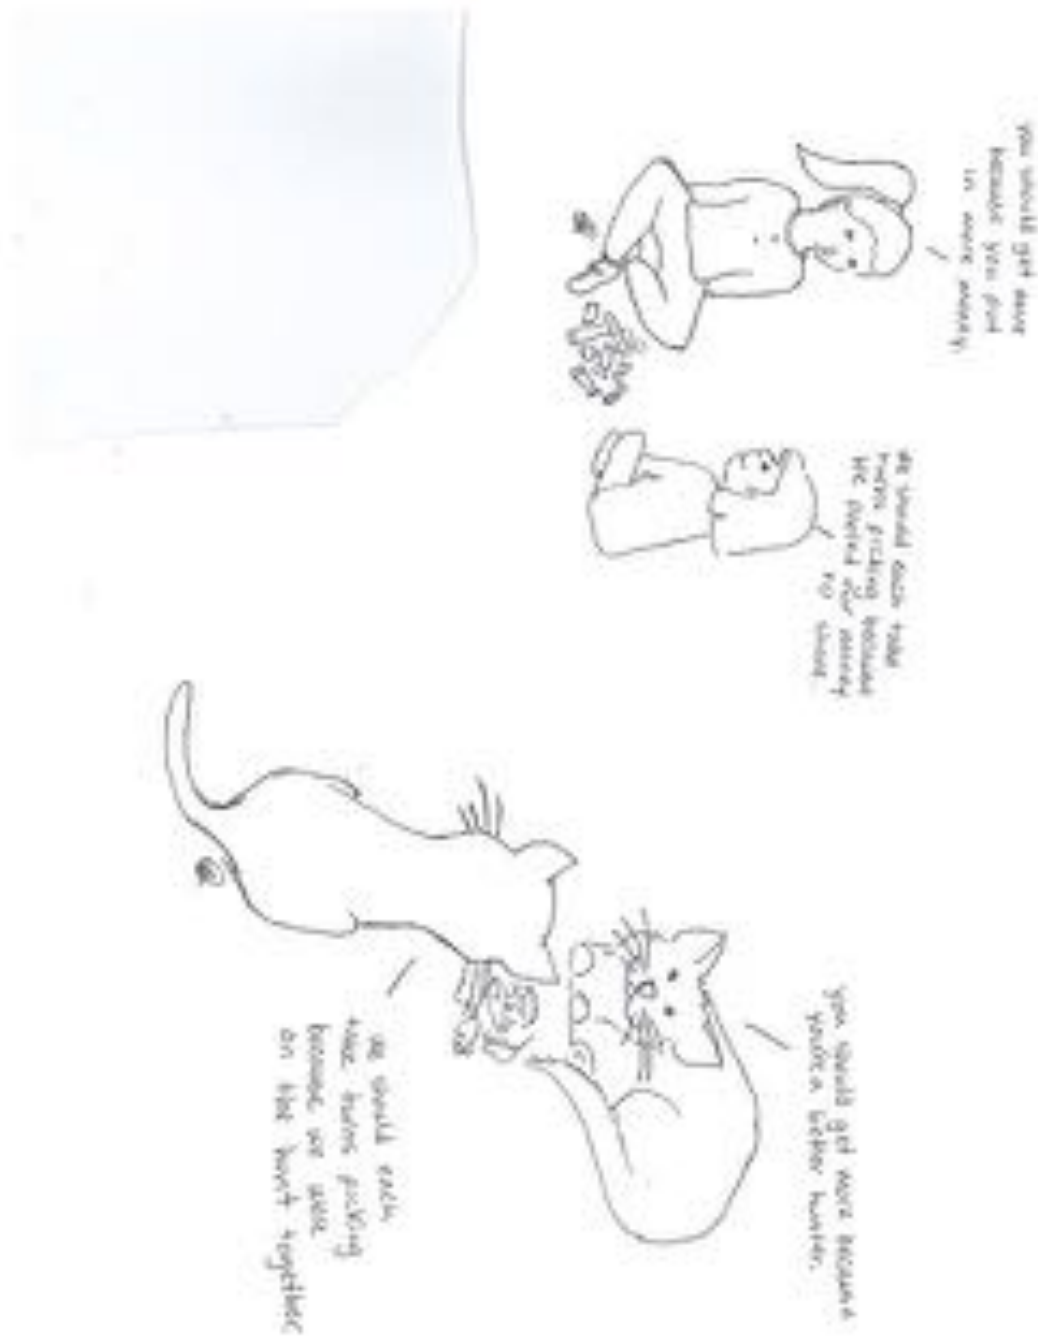 you should get more
because you put
in more money.
We should each take
turns picking because
we pooled our money
to share.
you should get more because
you're a better hunter.
we should each
take turns picking
because we were
on the hunt together